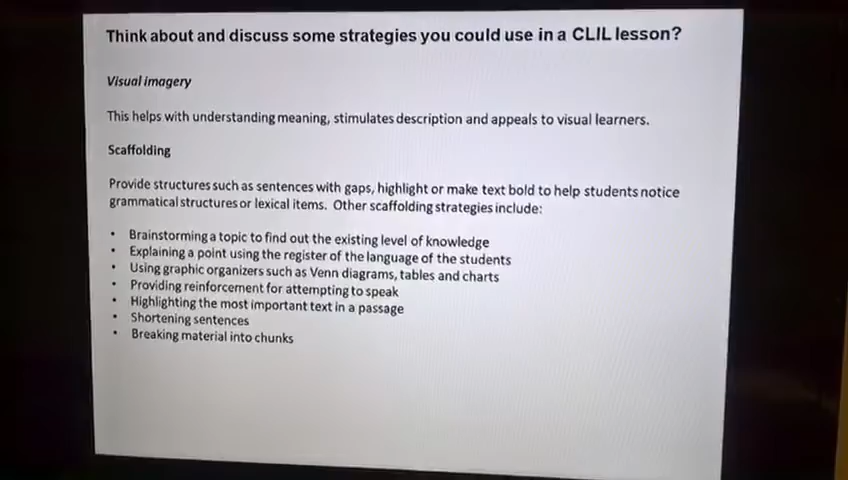 Think about and discuss some strategies you could use in a CLIL lesson?
Visual imagery
This helps with understanding meaning, stimulates description and appeals to visual learners.
Scaffolding
Provide structures such as sentences with gaps, highlight or make text bold to help students notice
grammatical structures or lexical items. Other scaffolding strategies include:
• Brainstorming a topic to find out the existing level of knowledge
• Explaining a point using the register of the language of the students
• Using graphic organizers such as Venn diagrams, tables and charts
• Providing reinforcement for attempting to speak
• Highlighting the most important text in a passage
• Shortening sentences
• Breaking material into chunks